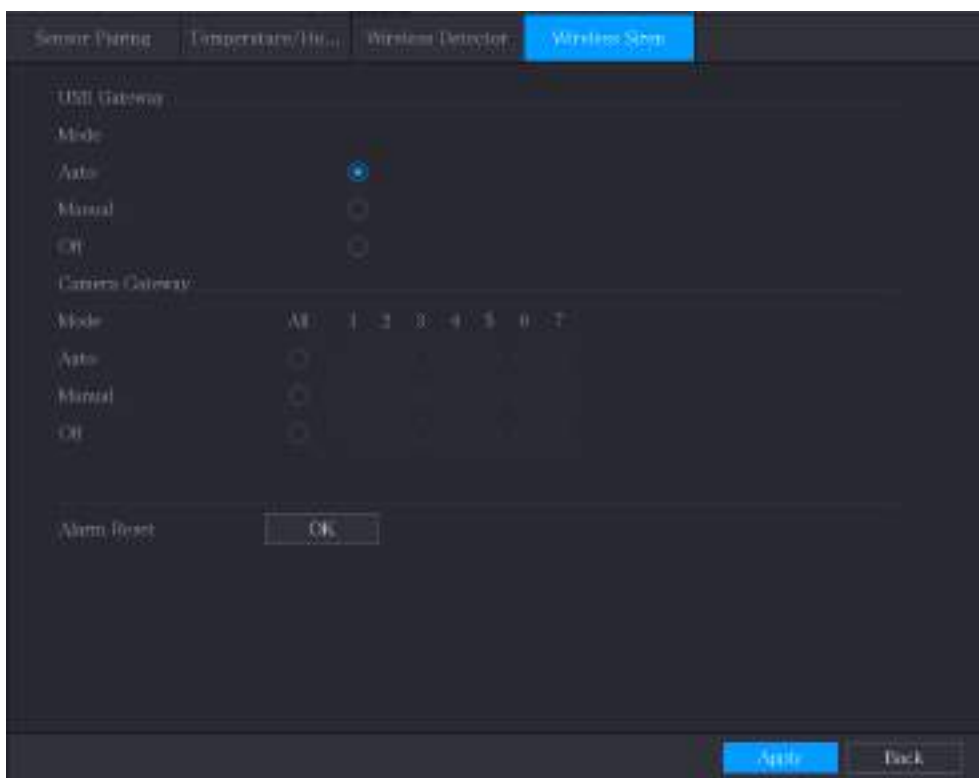 Sensor Pairing Temperature/Hu... Wireless Detector Wireless Siren
USB Gateway
Mode
Auto
Manual
Off
Camera Gateway
Mode All 1 2 3 4 5 6 7
Auto
Manual
Off
Alarm Reset OK
Apply Back